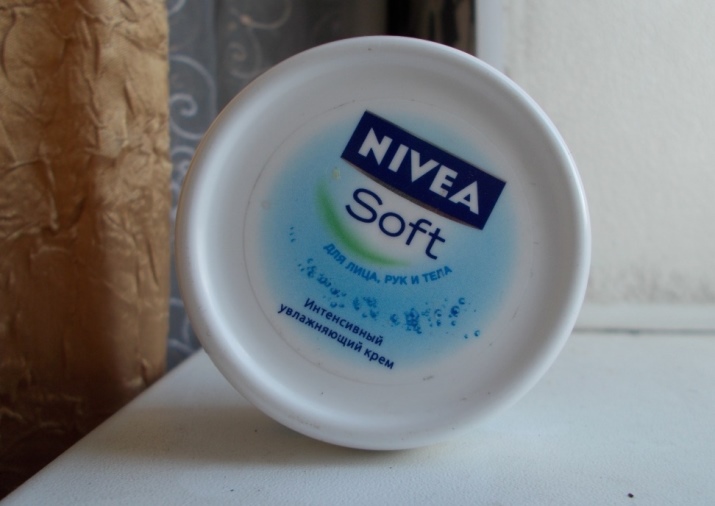 NIVEA
Soft
ДЛЯ ЛИЦА, РУК И ТЕЛА
Интенсивный
увлажняющий крем